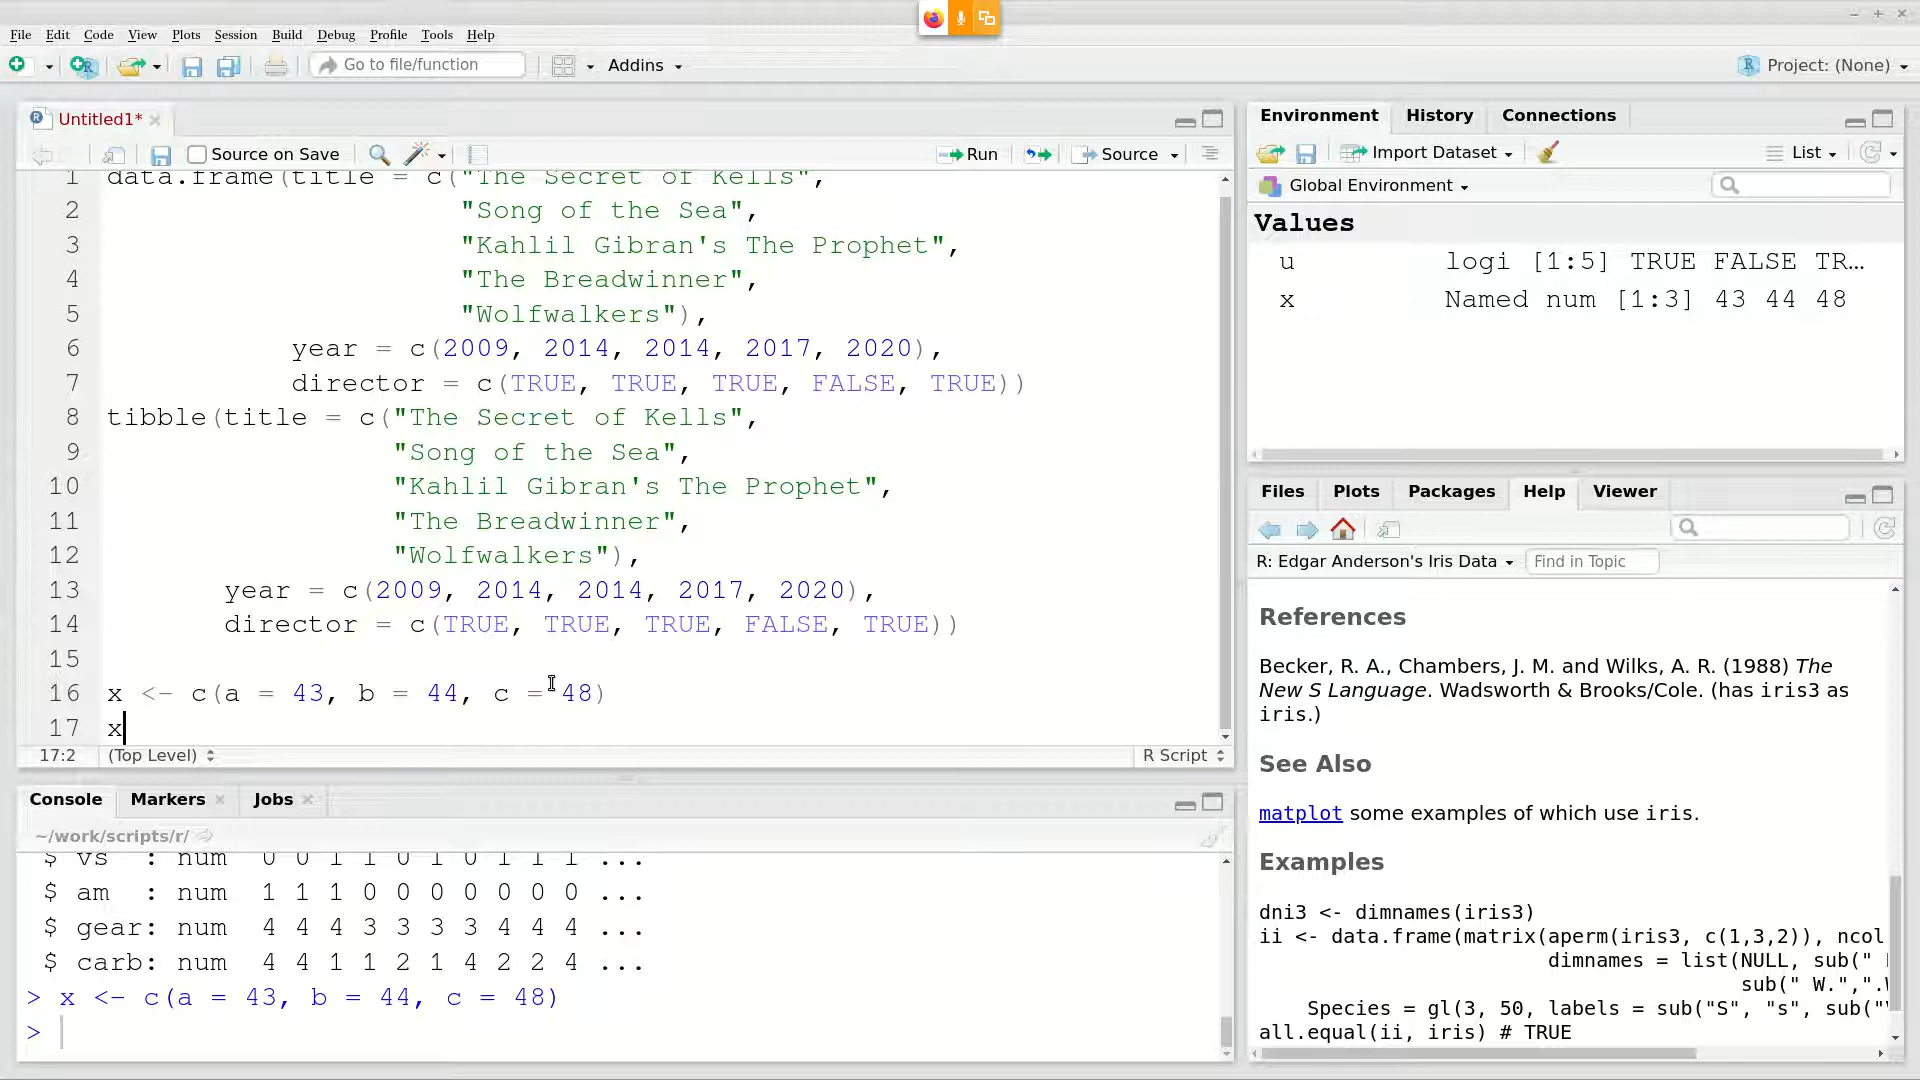 File Edit Code View Plots Session Build Debug Profile Tools Help
Go to file/function Addins Project: (None)
Untitled1*
Source on Save Run Source
1 data.frame(title = c("The Secret of Kells",
2 "Song of the Sea",
3 "Kahlil Gibran's The Prophet",
4 "The Breadwinner",
5 "Wolfwalkers"),
6 year = c(2009, 2014, 2014, 2017, 2020),
7 director = c(TRUE, TRUE, TRUE, FALSE, TRUE))
8 tibble(title = c("The Secret of Kells",
9 "Song of the Sea",
10 "Kahlil Gibran's The Prophet",
11 "The Breadwinner",
12 "Wolfwalkers"),
13 year = c(2009, 2014, 2014, 2017, 2020),
14 director = c(TRUE, TRUE, TRUE, FALSE, TRUE))
15
16 x <- c(a = 43, b = 44, c = 48)
17 x
17:2 (Top Level) R Script
Console Markers Jobs
~/work/scripts/r/
$ vs : num 0 0 1 1 0 1 0 1 1 1 ...
$ am : num 1 1 1 0 0 0 0 0 0 0 ...
$ gear: num 4 4 4 3 3 3 3 4 4 4 ...
$ carb: num 4 4 1 1 2 1 4 2 2 4 ...
> x <- c(a = 43, b = 44, c = 48)
>
Environment History Connections
Import Dataset List
Global Environment
Values
u logi [1:5] TRUE FALSE TR...
x Named num [1:3] 43 44 48
Files Plots Packages Help Viewer
R: Edgar Anderson's Iris Data Find in Topic
References
Becker, R. A., Chambers, J. M. and Wilks, A. R. (1988) The
New S Language. Wadsworth & Brooks/Cole. (has iris3 as
iris.)
See Also
matplot some examples of which use iris.
Examples
dni3 <- dimnames(iris3)
ii <- data.frame(matrix(aperm(iris3, c(1,3,2)), ncol
dimnames = list(NULL, sub("
sub(" W.",".
Species = gl(3, 50, labels = sub("S", "s", sub("
all.equal(ii, iris) # TRUE